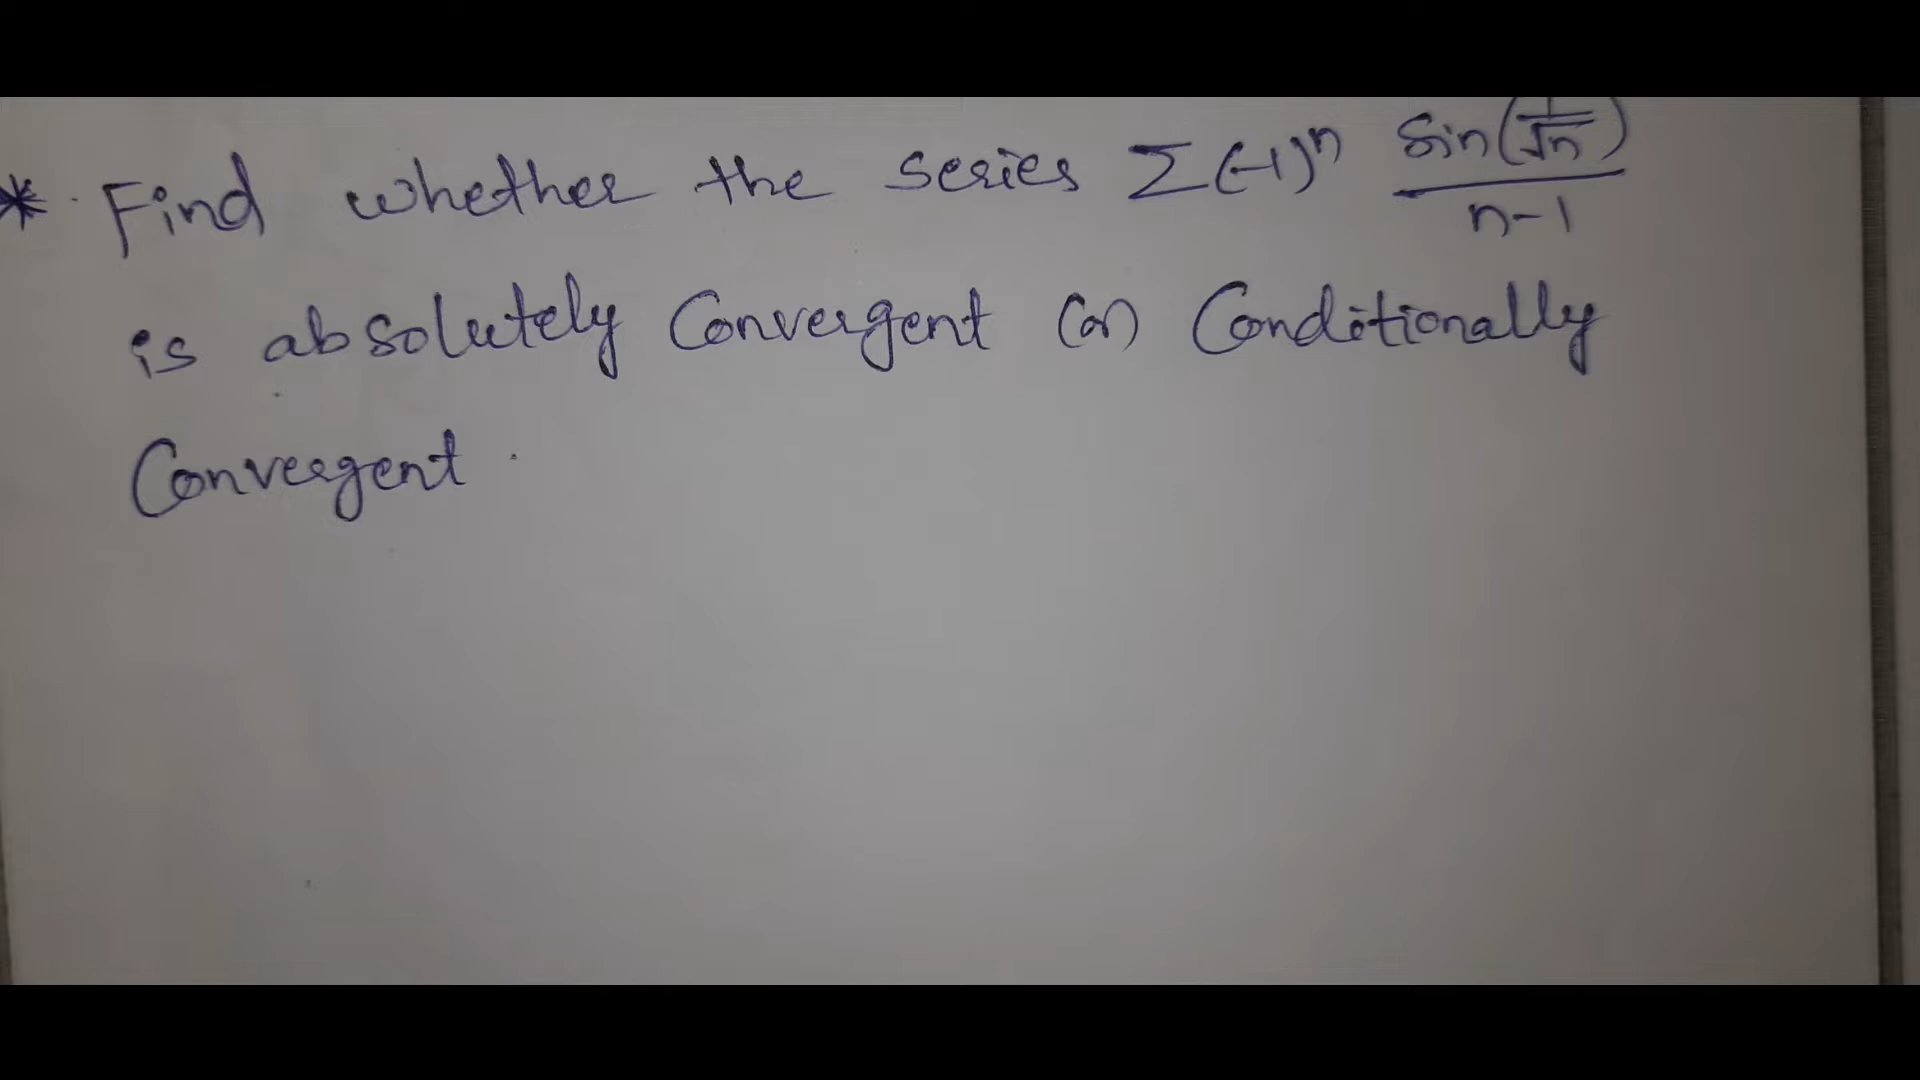 * Find whether the series Σ(-1)ⁿ sin(1/√n)/n-1
is absolutely Convergent (or) Conditionally
Convergent.